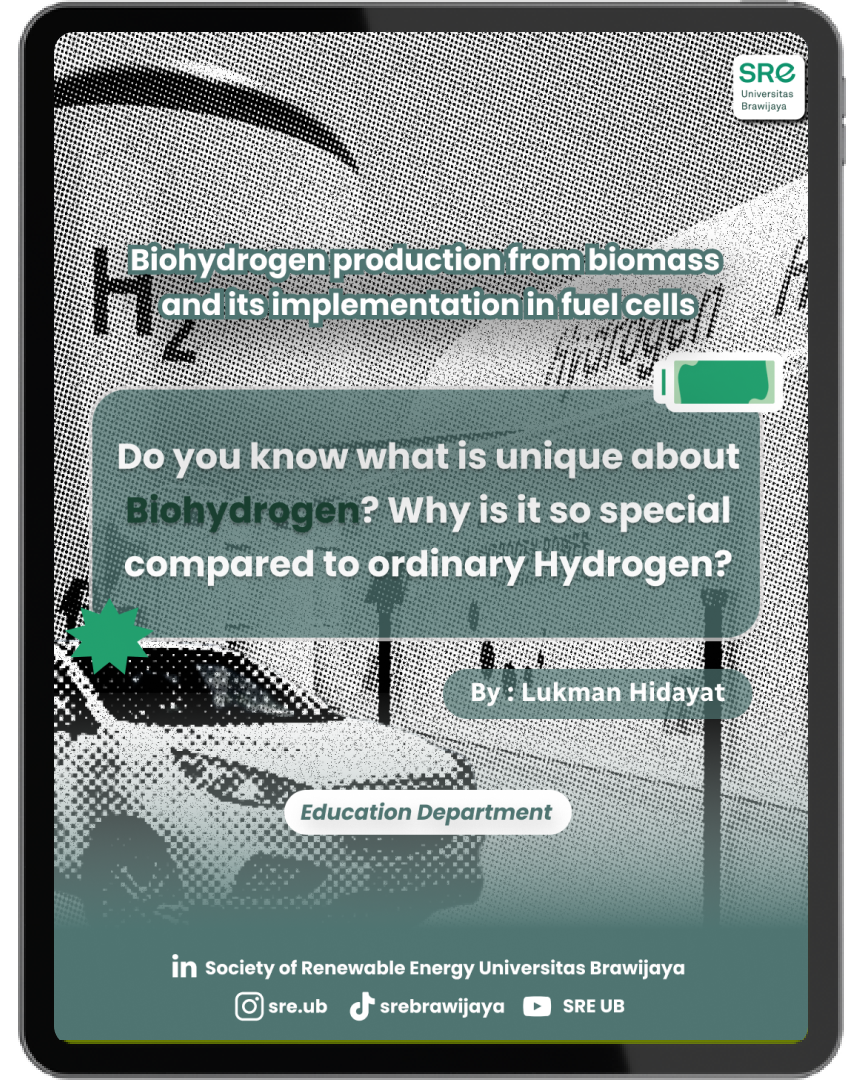 SRe
Universitas
Brawijaya
Biohydrogen production from biomass
and its implementation in fuel cells
H2
Hydrogen
Do you know what is unique about
Biohydrogen? Why is it so special
compared to ordinary Hydrogen?
By : Lukman Hidayat
Education Department
in Society of Renewable Energy Universitas Brawijaya
sre.ub srebrawijaya SRE UB